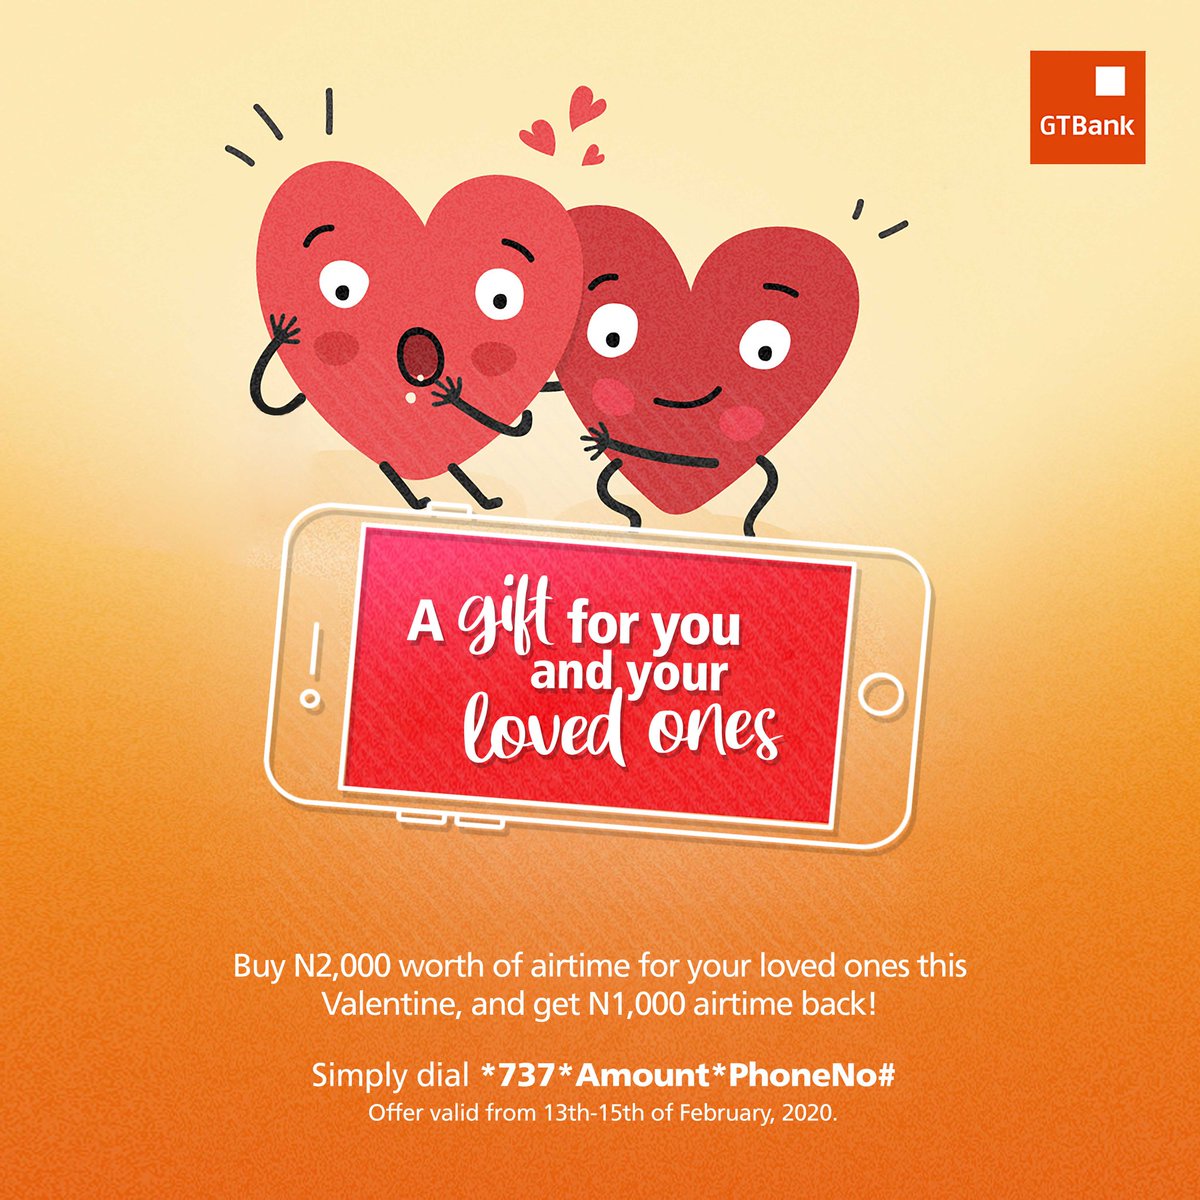 GTBank
A gift for you
and your
loved ones
Buy N2,000 worth of airtime for your loved ones this
Valentine, and get N1,000 airtime back!
Simply dial *737*Amount*PhoneNo#
Offer valid from 13th-15th of February, 2020.